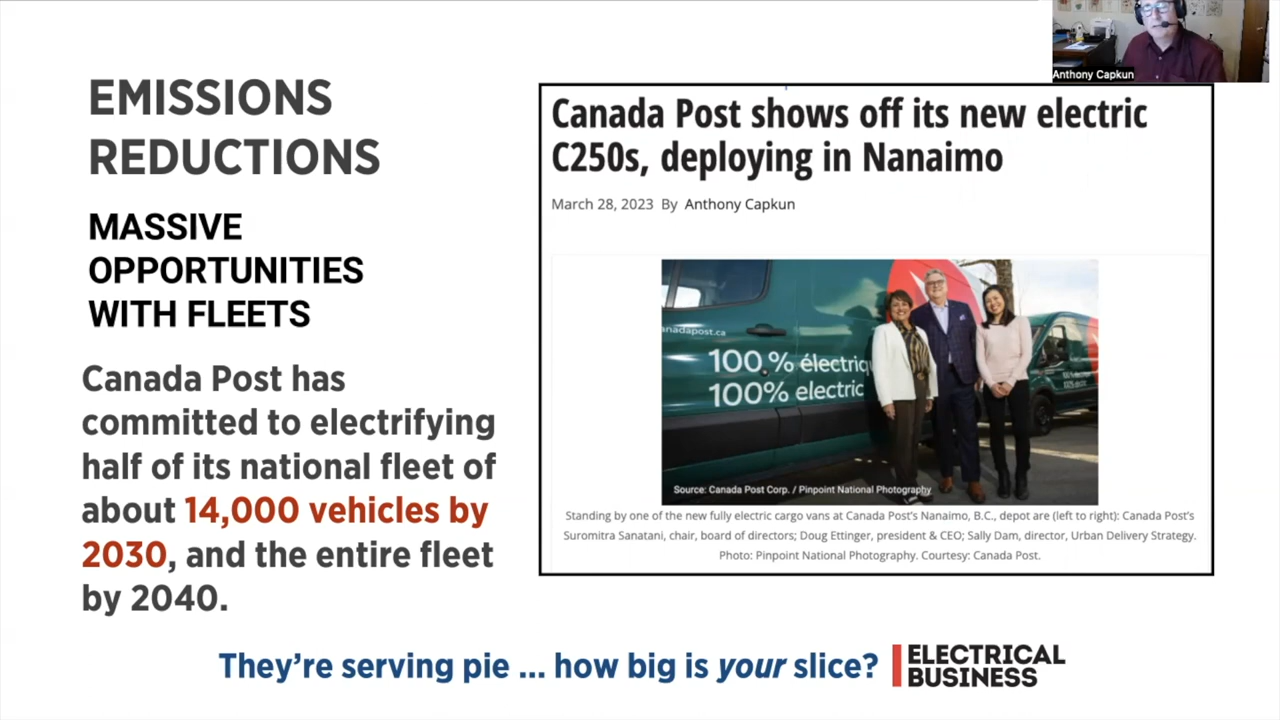 Anthony Capkun
EMISSIONS
REDUCTIONS
MASSIVE
OPPORTUNITIES
WITH FLEETS
Canada Post has
committed to electrifying
half of its national fleet of
about 14,000 vehicles by
2030, and the entire fleet
by 2040.
Canada Post shows off its new electric
C250s, deploying in Nanaimo
March 28, 2023 By Anthony Capkun
anadapost.ca
100 % électriq
100% electric
Source: Canada Post Corp. / Pinpoint National Photography
Standing by one of the new fully electric cargo vans at Canada Post's Nanaimo, B.C., depot are (left to right): Canada Post's
Suromitra Sanatani, chair, board of directors; Doug Ettinger, president & CEO; Sally Dam, director, Urban Delivery Strategy.
Photo: Pinpoint National Photography. Courtesy: Canada Post.
They're serving pie ... how big is your slice?
ELECTRICAL
BUSINESS